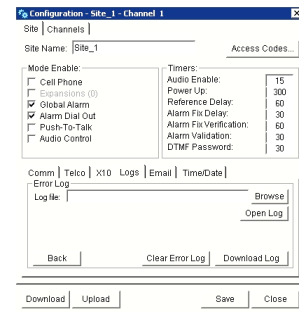 Configuration - Site_1 - Channel 1
Site Channels
Site Name: Site_1 Access Codes...
Mode Enable:
Cell Phone
Expansions (0)
Global Alarm
Alarm Dial Out
Push-To-Talk
Audio Control
Timers:
Audio Enable: 15
Power Up: 300
Reference Delay: 60
Alarm Fix Delay: 30
Alarm Fix Verification: 60
Alarm Validation: 30
DTMF Password: 30
Comm Telco X10 Logs Email Time/Date
Error Log
Log file: Browse
Open Log
Back Clear Error Log Download Log
Download Upload Save Close